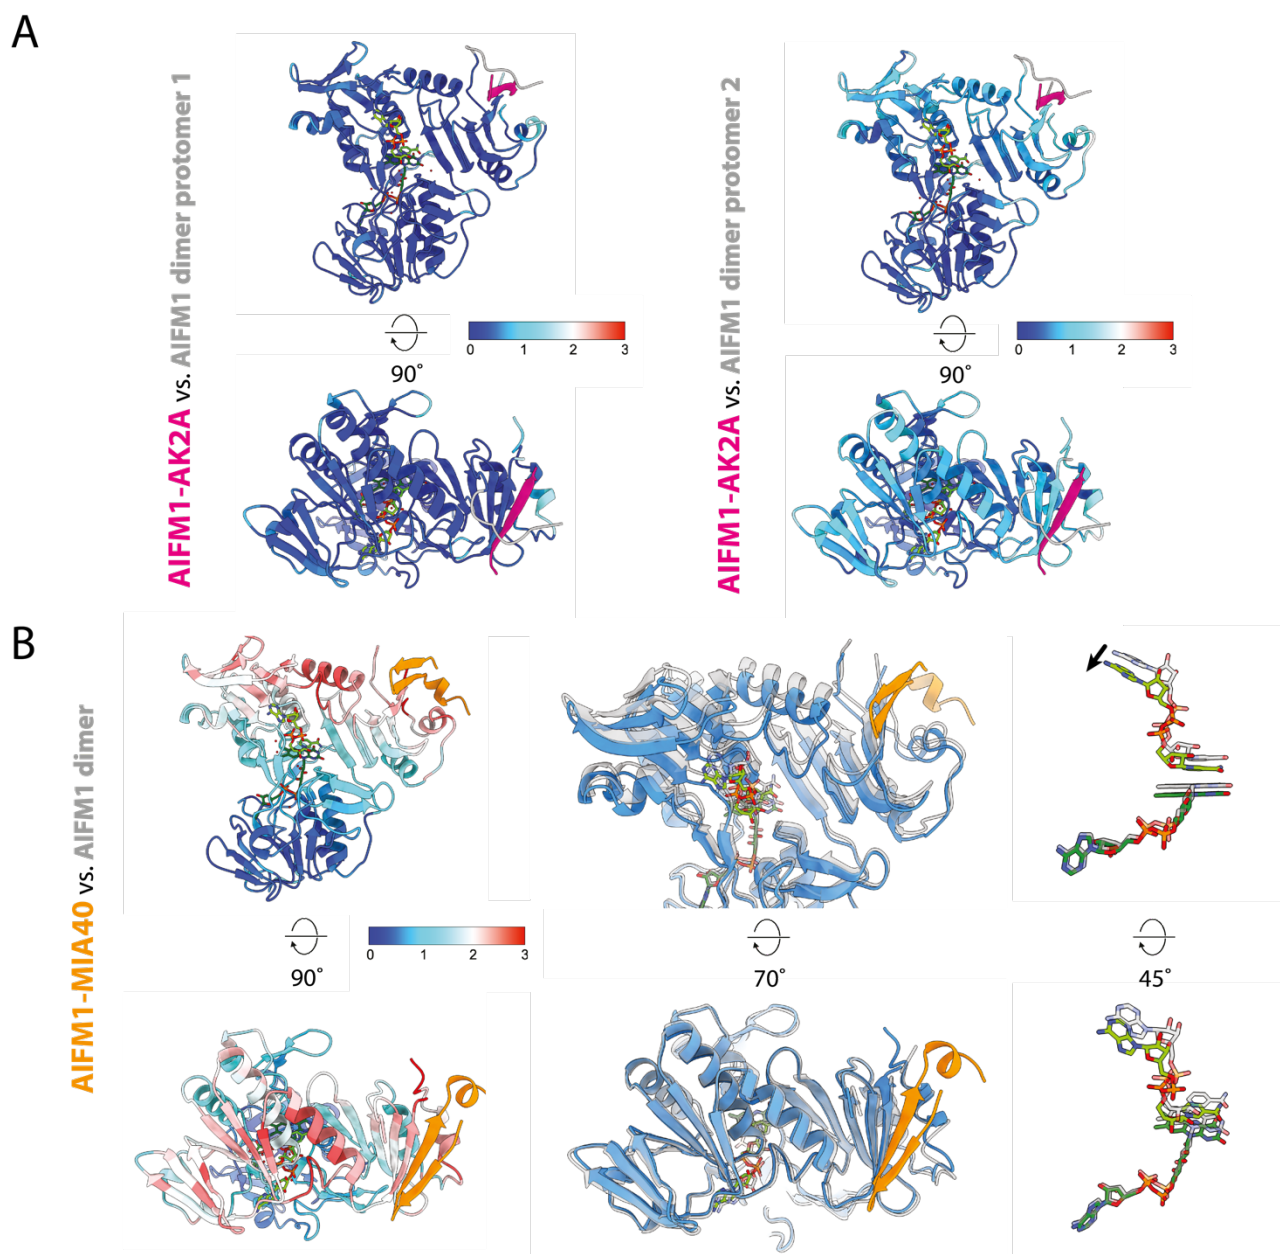 A
AIFM1-AK2A vs. AIFM1 dimer protomer 1
0 1 2 3
90°
AIFM1-AK2A vs. AIFM1 dimer protomer 2
0 1 2 3
90°
B
AIFM1-MIA40 vs. AIFM1 dimer
0 1 2 3
90°
70°
45°